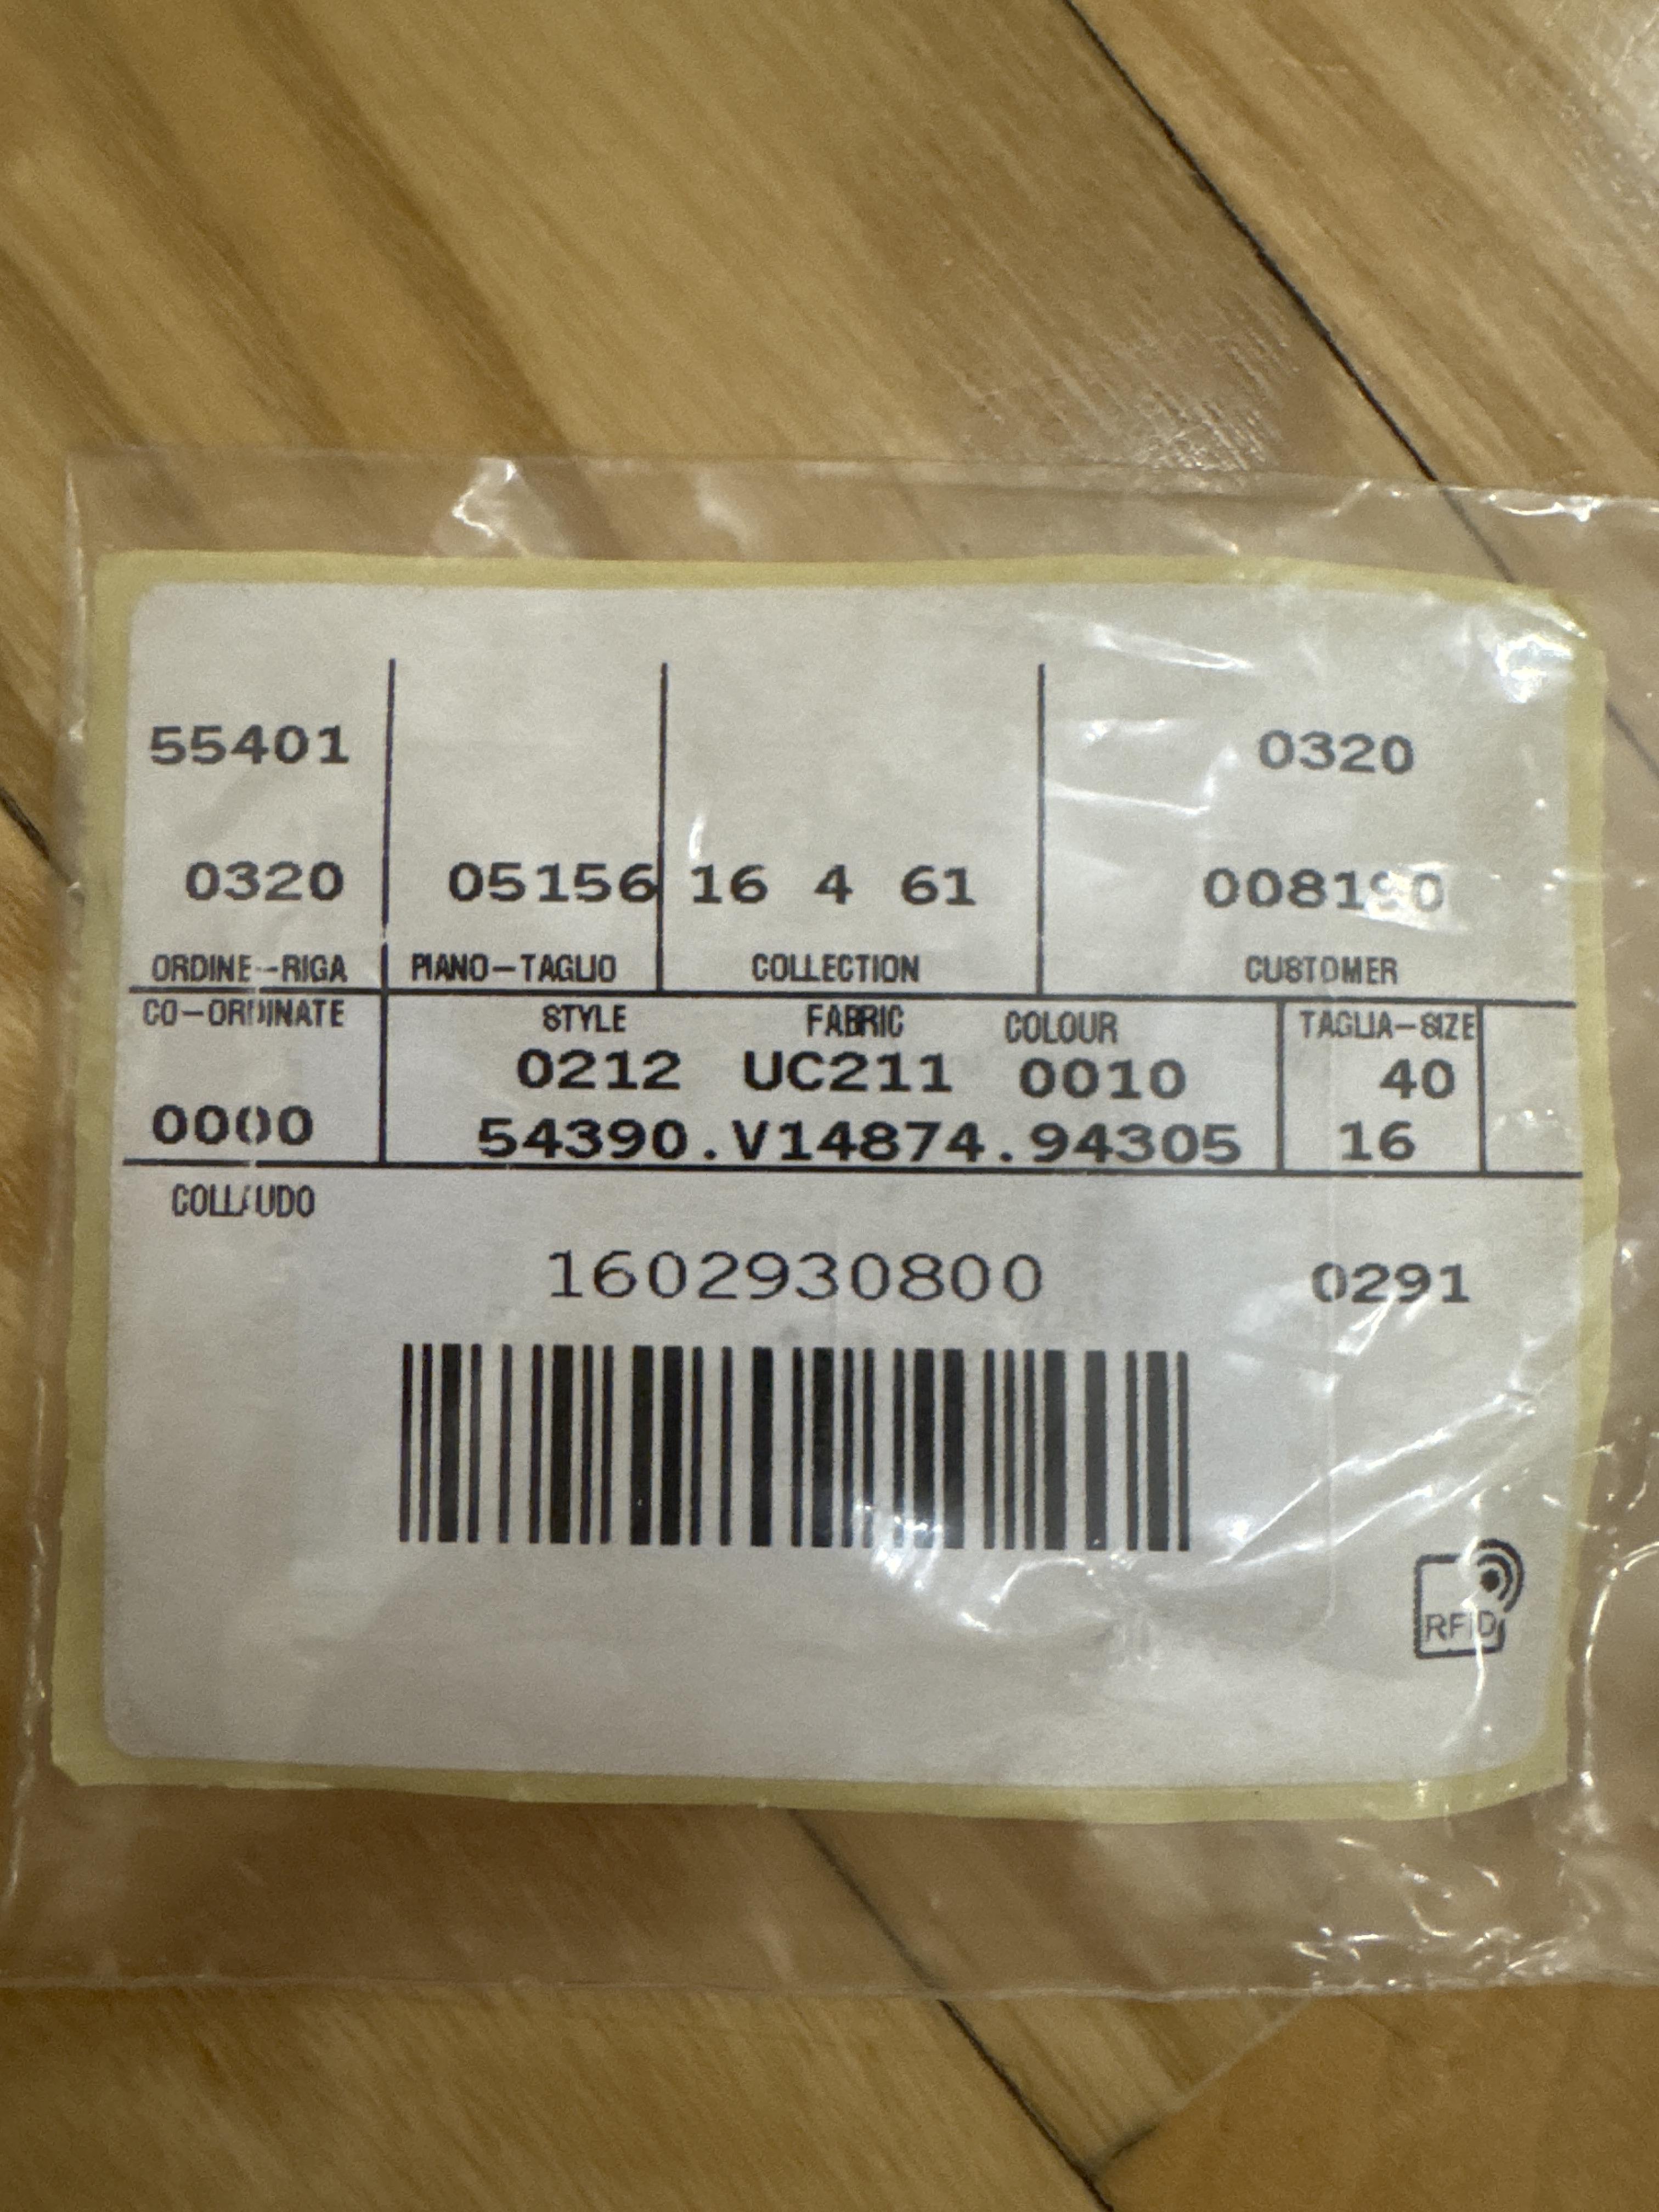 55401 0320
0320 05156 16 4 61
ORDINE-RIGA PIANO-TAGLIO COLLECTION CUSTOMER
CO-ORDINATE STYLE FABRIC COLOUR TAGLIA-SIZE
0212 UC211 0010 40
0000 54390.V14874.94305 16
COLLAUDO
1602930800 0291
RFID